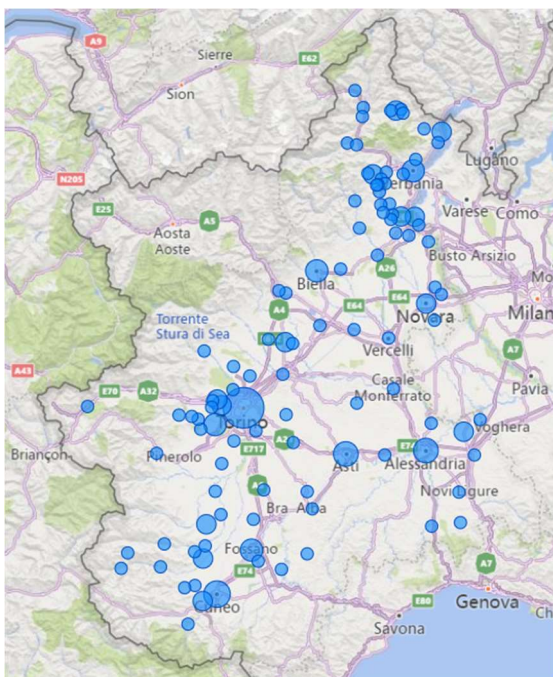 A9
Sierre
E62
Sion
N205
Lugano
Verbania
E25
A5
Varese
Como
Aosta
Aoste
Busto Arsizio
A26
Biella
A4
E64
E64
Novara
Milan
Torrente
Stura di Sea
Vercelli
A7
Pavia
A43
E70
A32
Casale
Monferrato
Torino
Voghera
Briançon
Pinerolo
E717
Asti
E74
Alessandria
Novi Ligure
Bra
Alba
Fossano
E74
A7
Cuneo
E80
Genova
Savona
Ch